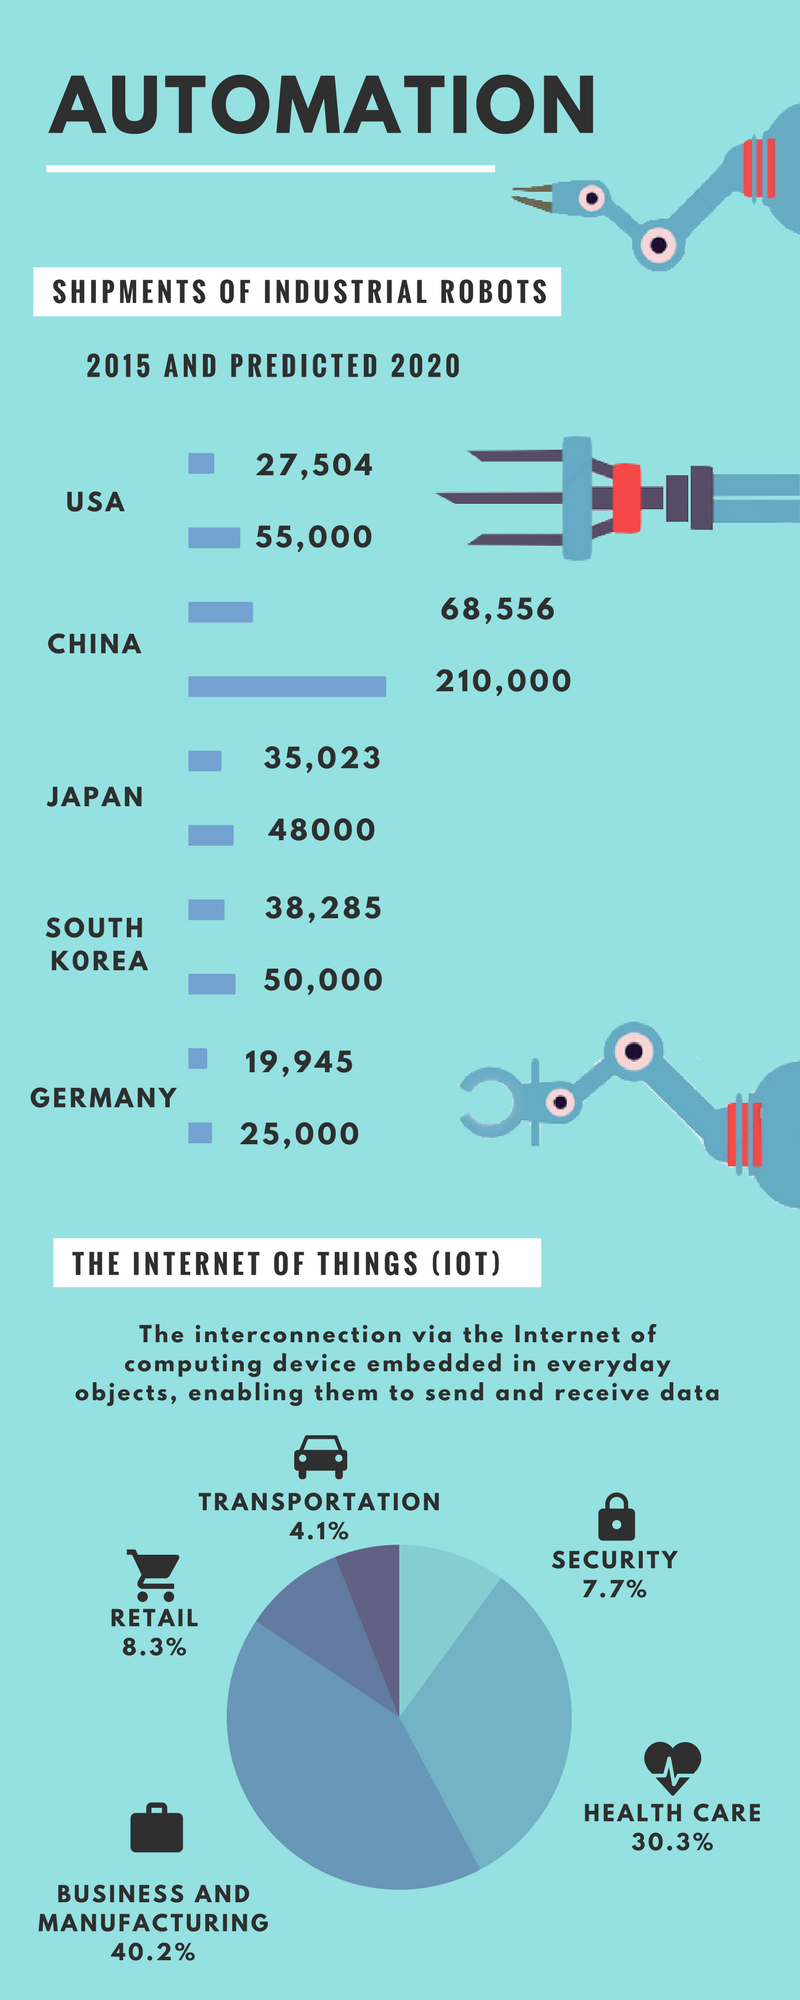 AUTOMATION
SHIPMENTS OF INDUSTRIAL ROBOTS
2015 AND PREDICTED 2020
USA
27,504
55,000
CHINA
68,556
210,000
JAPAN
35,023
48000
SOUTH
K0REA
38,285
50,000
GERMANY
19,945
25,000
THE INTERNET OF THINGS (IOT)
The interconnection via the Internet of
computing device embedded in everyday
objects, enabling them to send and receive data
TRANSPORTATION
4.1%
SECURITY
7.7%
RETAIL
8.3%
HEALTH CARE
30.3%
BUSINESS AND
MANUFACTURING
40.2%